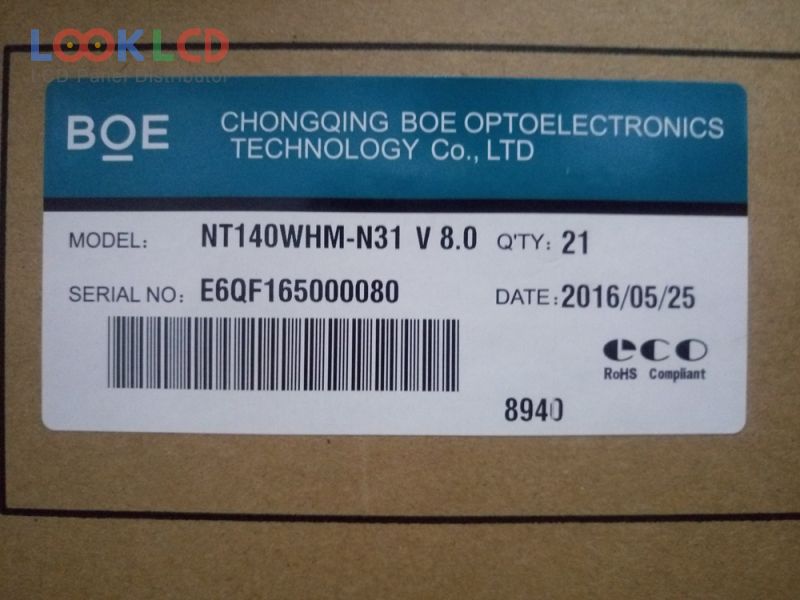 LOOKLCD
LCD Panel Distributor
BOE
CHONGQING BOE OPTOELECTRONICS
TECHNOLOGY Co., LTD
MODEL: NT140WHM-N31 V 8.0 Q'TY: 21
SERIAL NO: E6QF165000080 DATE: 2016/05/25
eco
RoHS Compliant
8940